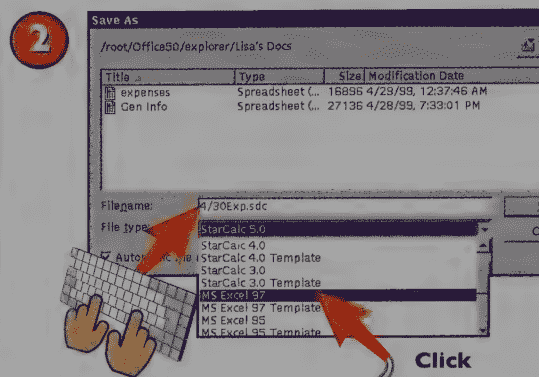 2
Save As
/root/Office50/explorer/Lisa's Docs
Title Type Size Modification Date
expenses Spreadsheet (... 16896 4/29/99, 12:37:46 AM
Gen Info Spreadsheet (... 27136 4/28/99, 7:33:01 PM
Filename: 4/30Exp.sdc
File type: StarCalc 5.0
StarCalc 4.0
StarCalc 4.0 Template
StarCalc 3.0
StarCalc 3.0 Template
MS Excel 97
MS Excel 97 Template
MS Excel 95
MS Excel 95 Template
Click